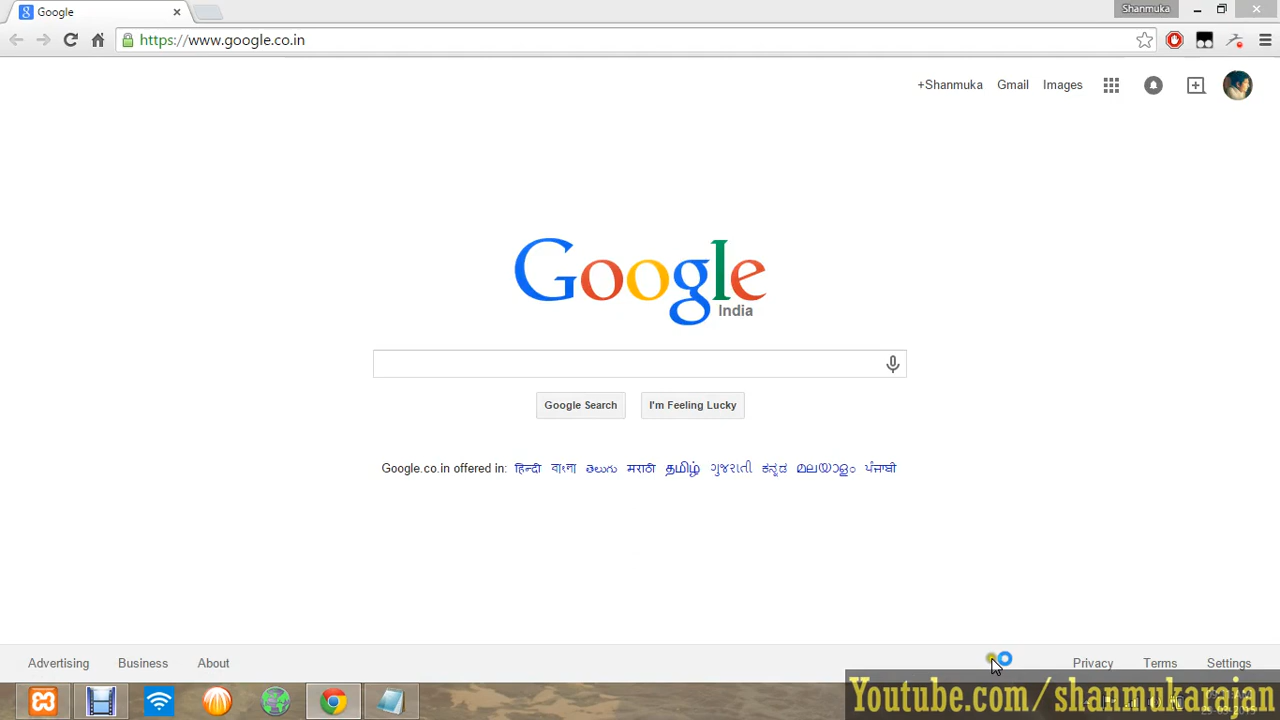 Google
Shanmuka
https://www.google.co.in
+Shanmuka Gmail Images
Google
India
Google Search I'm Feeling Lucky
Google.co.in offered in: हिन्दी বাংলা తెలుగు मराठी தமிழ் ગુજરાતી ಕನ್ನಡ മലയാളം ਪੰਜਾਬੀ
Advertising Business About Privacy Terms Settings
Youtube.com/shanmukarajan